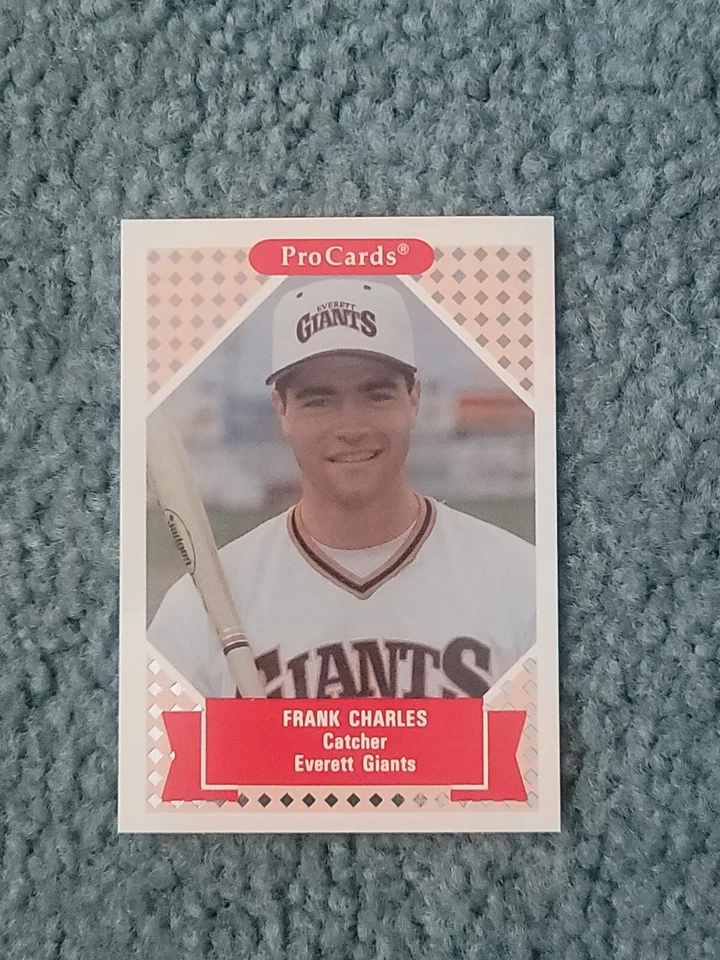 ProCards®
EVERETT
GIANTS
GIANTS
FRANK CHARLES
Catcher
Everett Giants